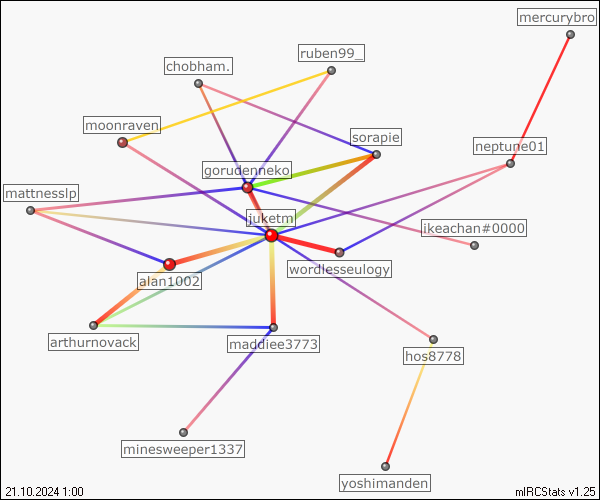 mercurybro
ruben99_
chobham.
moonraven
sorapie
neptune01
gorudenneko
mattnesslp
juketm
ikeachan#0000
wordlesseulogy
alan1002
arthurnovack
maddiee3773
hos8778
minesweeper1337
yoshimanden
21.10.2024 1:00
mIRCStats v1.25